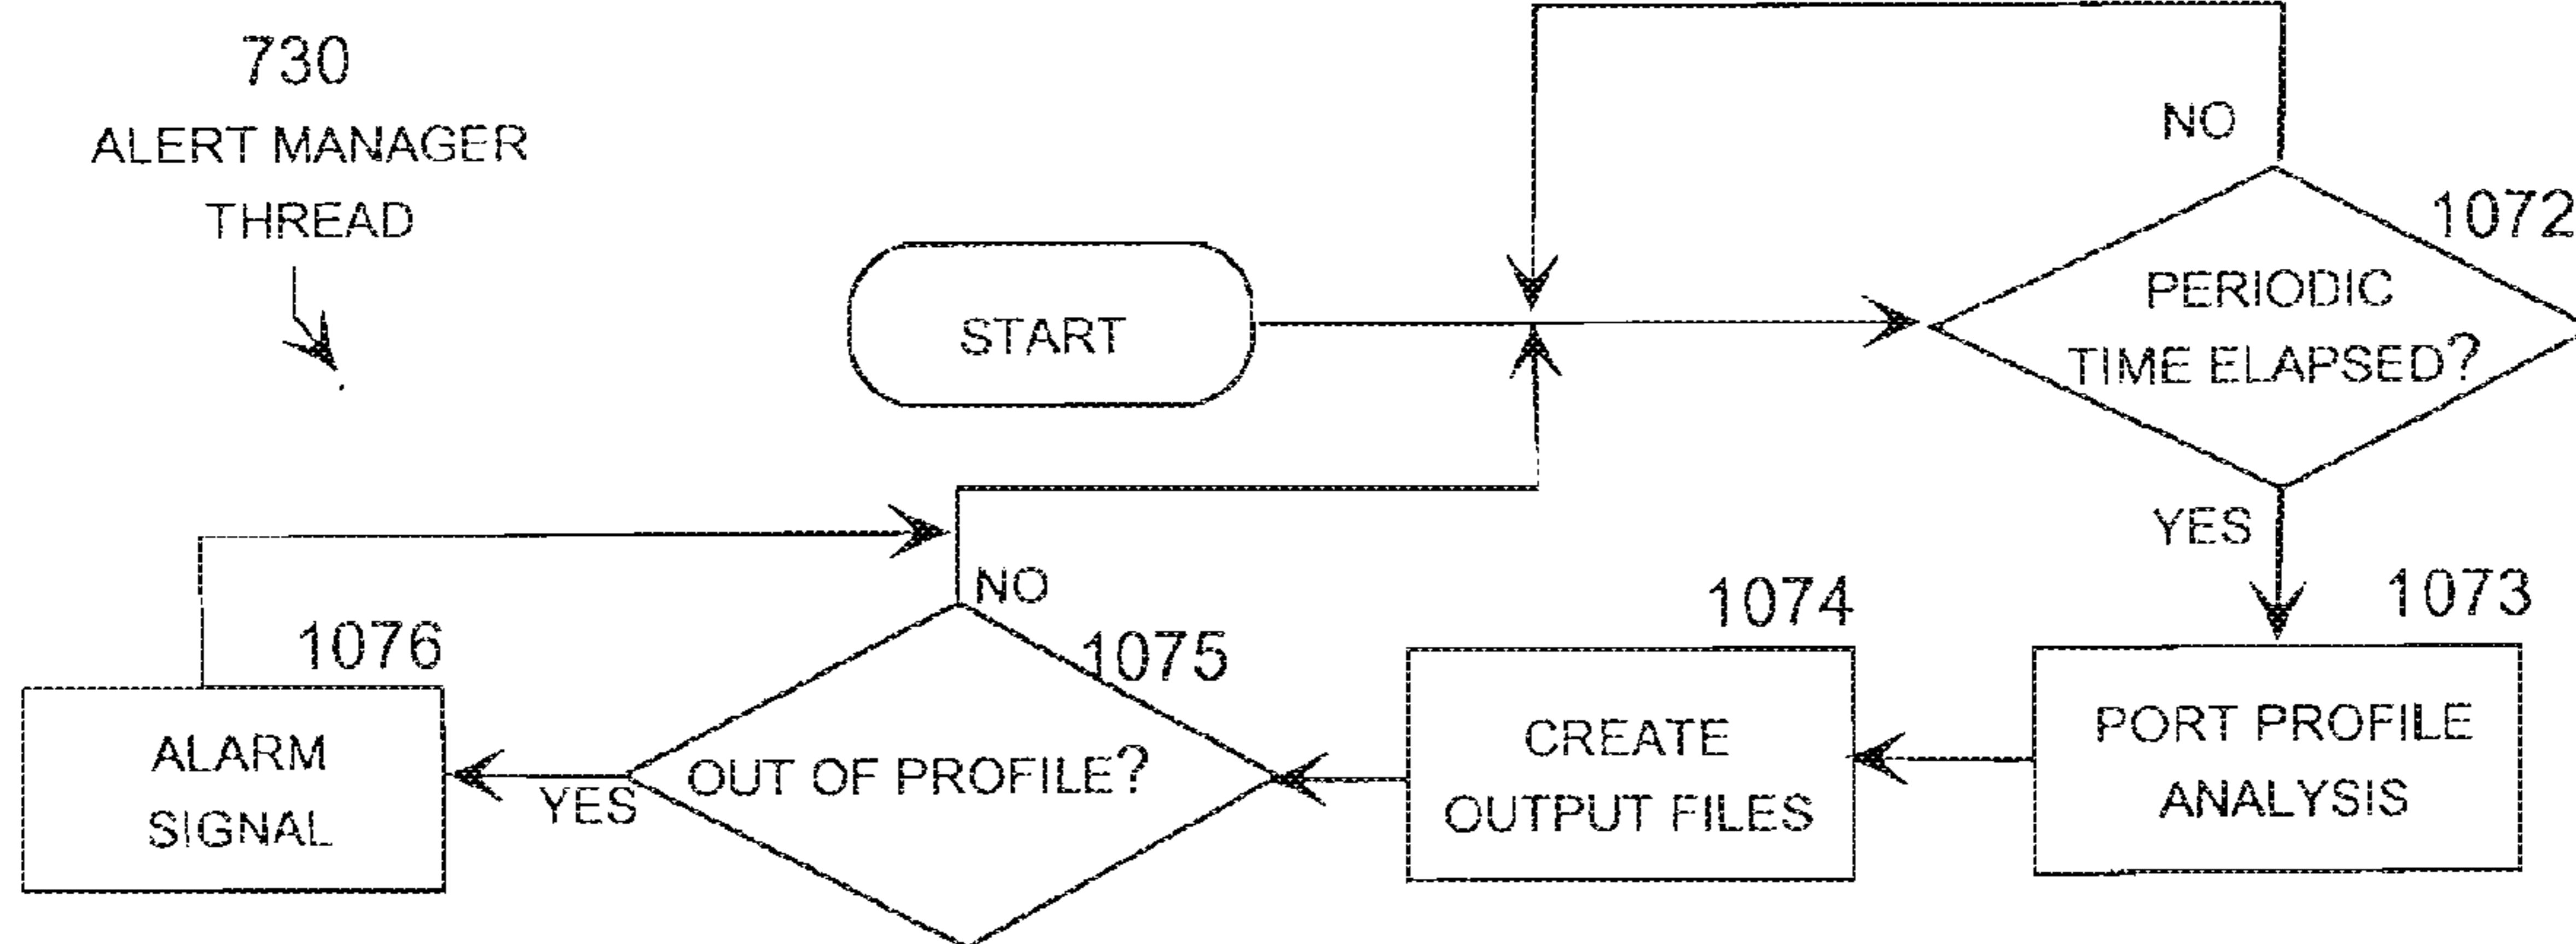 730
ALERT MANAGER
THREAD
NO
1072
PERIODIC
TIME ELAPSED?
START
YES
1073
PORT PROFILE
ANALYSIS
1074
CREATE
OUTPUT FILES
NO
1075
OUT OF PROFILE?
YES
1076
ALARM
SIGNAL